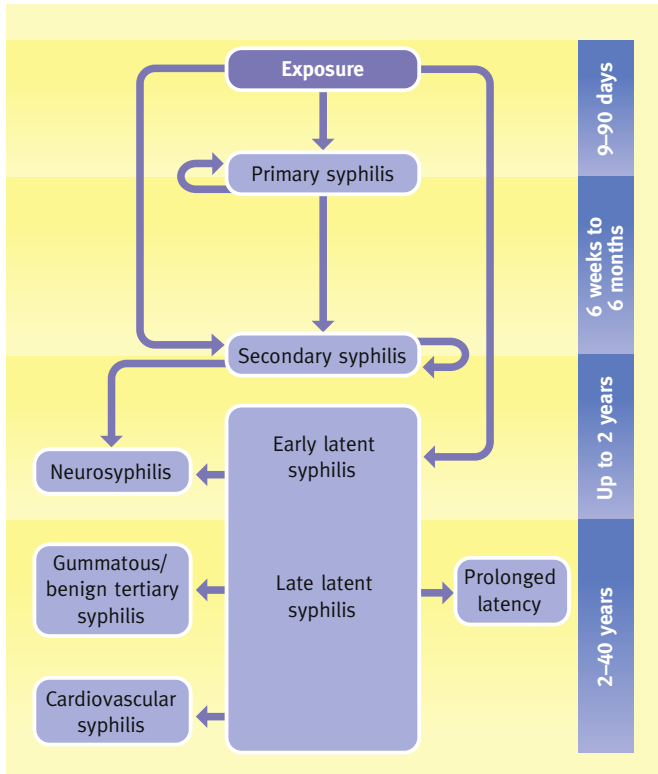 Exposure
9–90 days
Primary syphilis
6 weeks to
6 months
Secondary syphilis
Up to 2 years
Early latent
syphilis
Neurosyphilis
Gummatous/
benign tertiary
syphilis
Late latent
syphilis
Prolonged
latency
2–40 years
Cardiovascular
syphilis